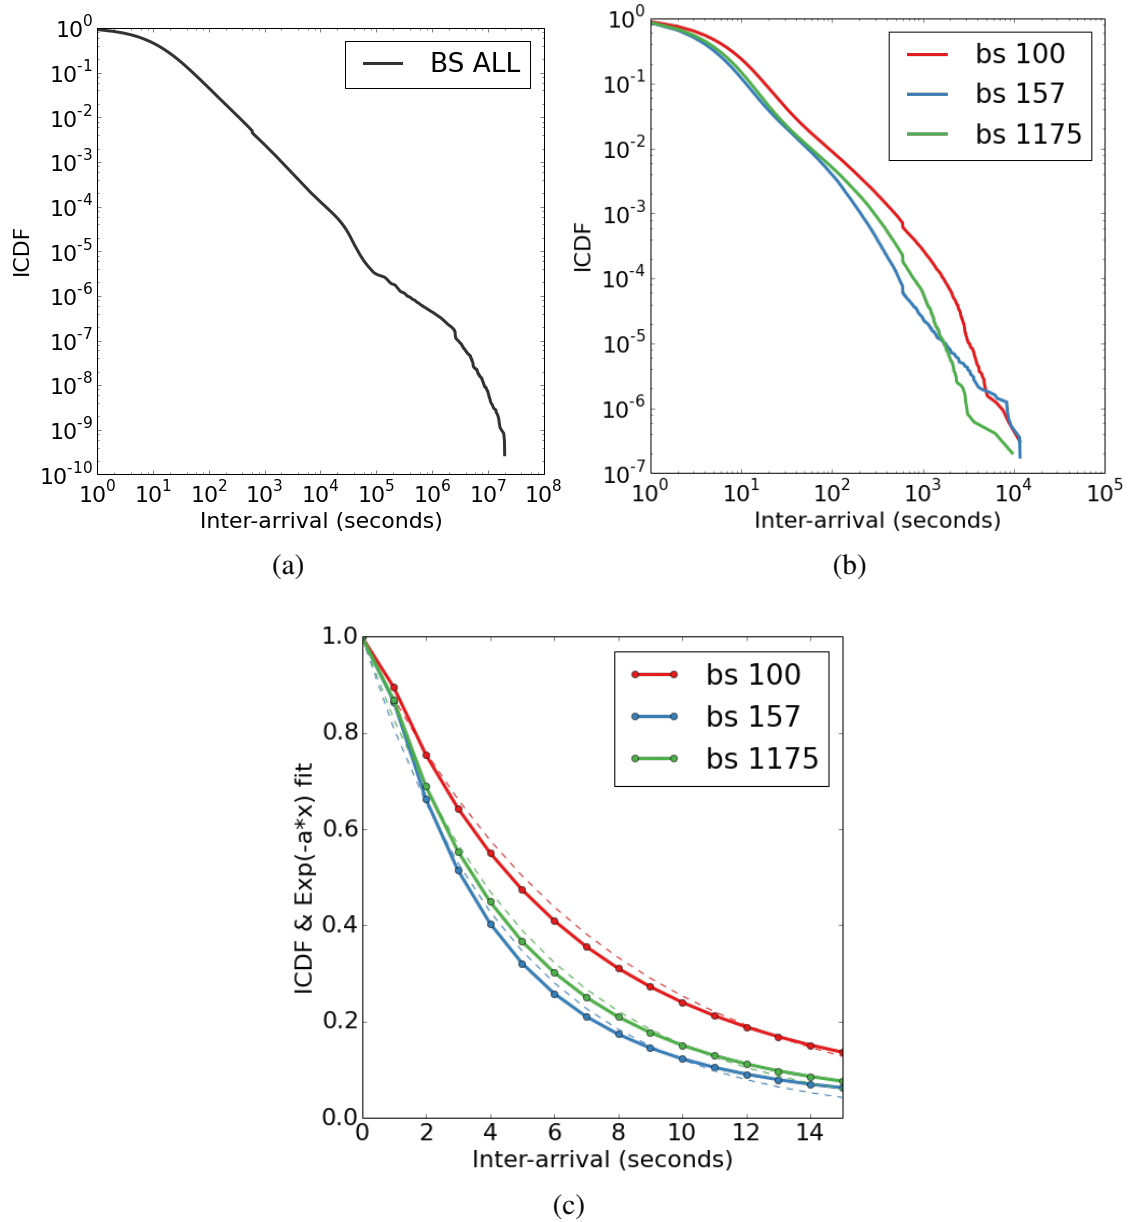 BS ALL
10^0
10^-1
10^-2
10^-3
10^-4
10^-5
10^-6
10^-7
10^-8
10^-9
10^-10
ICDF
10^0 10^1 10^2 10^3 10^4 10^5 10^6 10^7 10^8
Inter-arrival (seconds)
(a)
bs 100
bs 157
bs 1175
10^0
10^-1
10^-2
10^-3
10^-4
10^-5
10^-6
10^-7
ICDF
10^0 10^1 10^2 10^3 10^4 10^5
Inter-arrival (seconds)
(b)
bs 100
bs 157
bs 1175
1.0
0.8
0.6
0.4
0.2
0.0
ICDF & Exp(-a*x) fit
0 2 4 6 8 10 12 14
Inter-arrival (seconds)
(c)